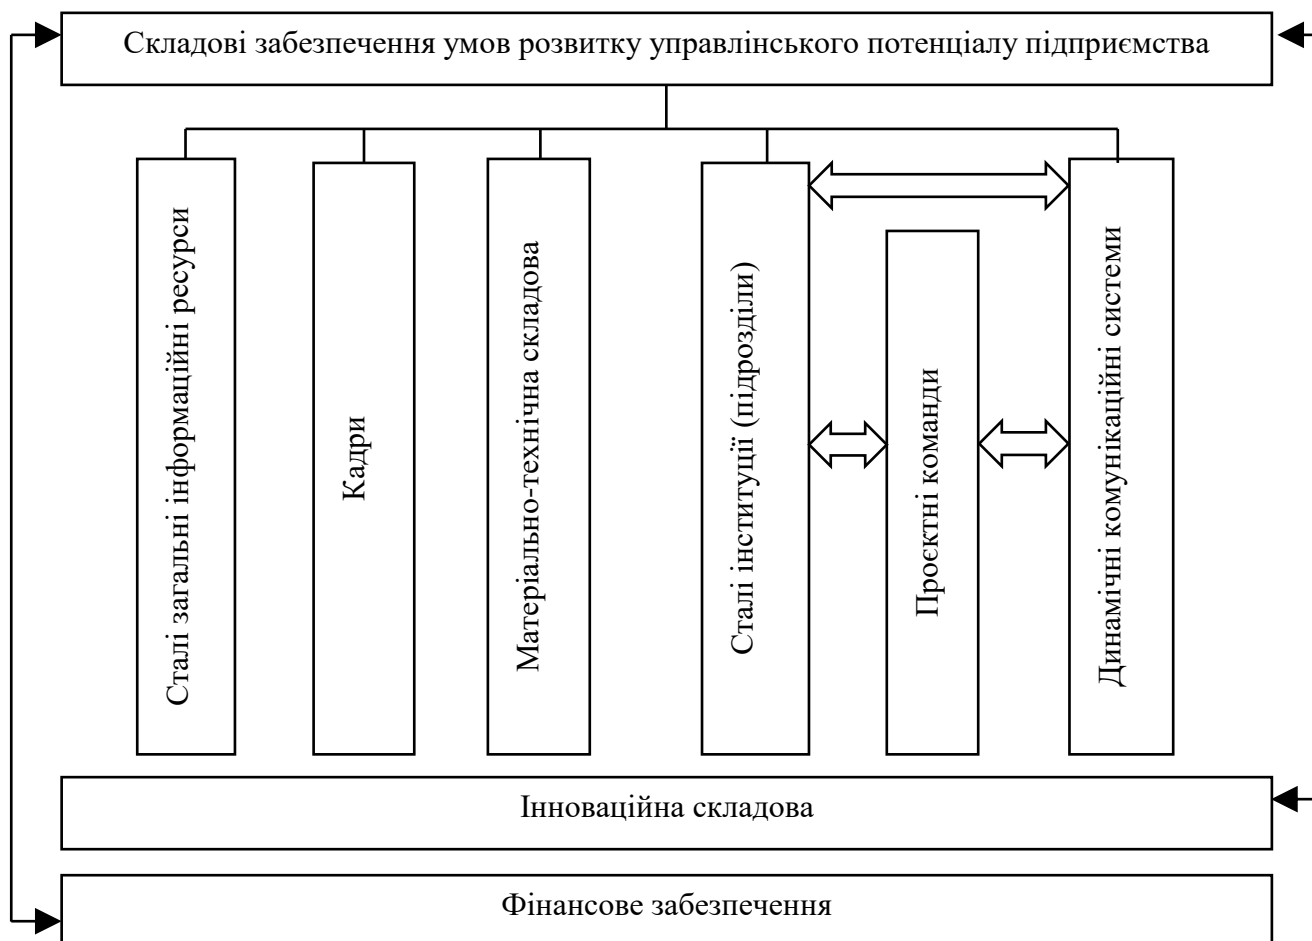 Складові забезпечення умов розвитку управлінського потенціалу підприємства
Сталі загальні інформаційні ресурси
Кадри
Матеріально-технічна складова
Сталі інституції (підрозділи)
Проєктні команди
Динамічні комунікаційні системи
Інноваційна складова
Фінансове забезпечення